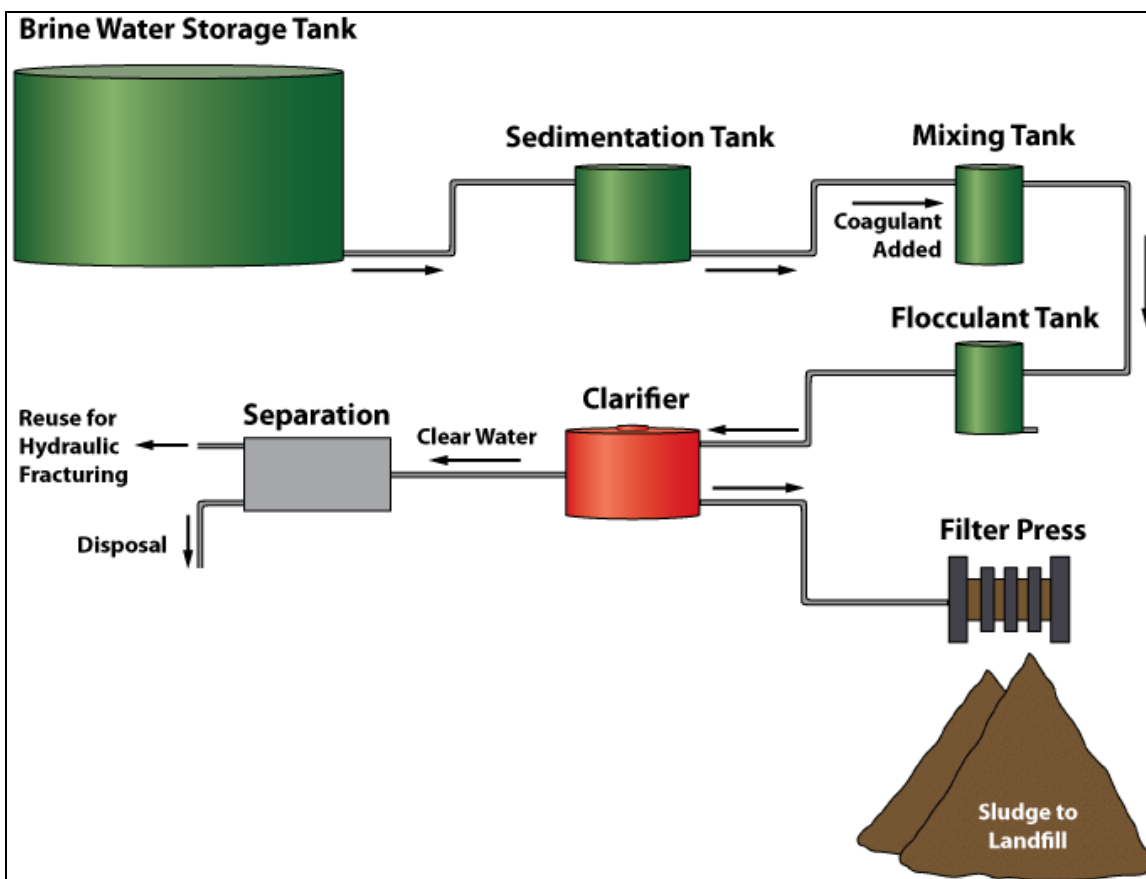 Brine Water Storage Tank
Sedimentation Tank
Mixing Tank
Coagulant
Added
Flocculant Tank
Clarifier
Separation
Clear Water
Reuse for
Hydraulic
Fracturing
Disposal
Filter Press
Sludge to
Landfill